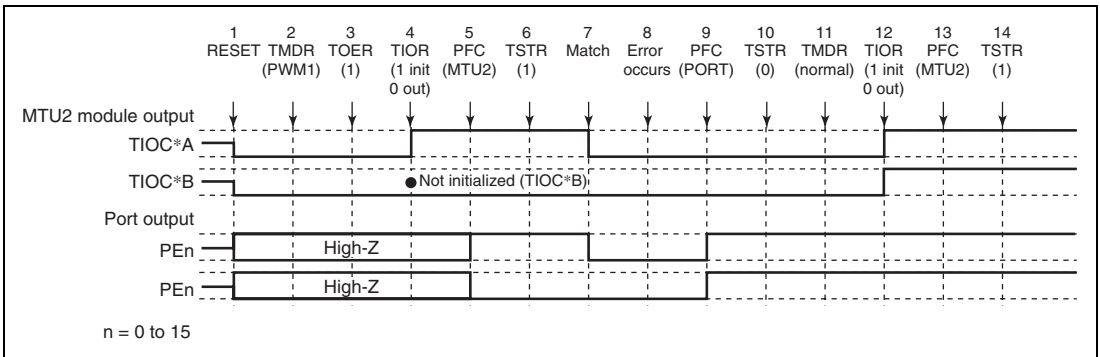 1 2 3 4 5 6 7 8 9 10 11 12 13 14
RESET TMDR TOER TIOR PFC TSTR Match Error PFC TSTR TMDR TIOR PFC TSTR
(PWM1) (1) (1 init (MTU2) (1) occurs (PORT) (0) (normal) (1 init (MTU2) (1)
0 out) 0 out)
MTU2 module output
TIOC*A
TIOC*B Not initialized (TIOC*B)
Port output
PEn High-Z
PEn High-Z
n = 0 to 15